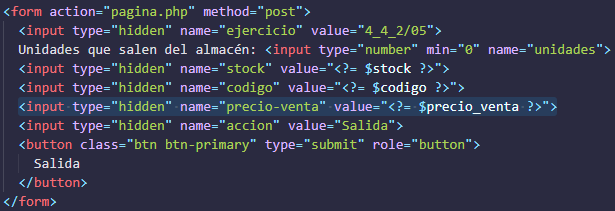 <form action="pagina.php" method="post">
<input type="hidden" name="ejercicio" value="4_4_2/05">
Unidades que salen del almacén: <input type="number" min="0" name="unidades">
<input type="hidden" name="stock" value="<?= $stock ?>">
<input type="hidden" name="codigo" value="<?= $codigo ?>">
<input type="hidden" name="precio-venta" value="<?= $precio_venta ?>">
<input type="hidden" name="accion" value="Salida">
<button class="btn btn-primary" type="submit" role="button">
Salida
</button>
</form>